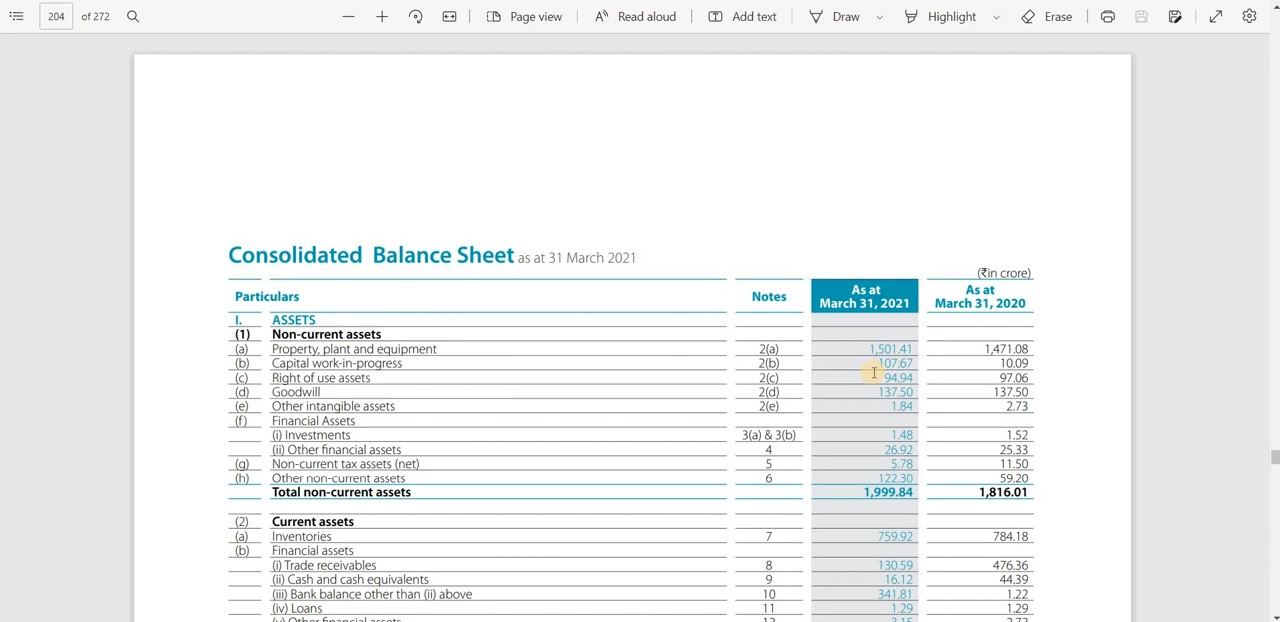 204 of 272 Page view Read aloud Add text Draw Highlight Erase
Consolidated Balance Sheet as at 31 March 2021
(₹in crore)
Particulars Notes As at March 31, 2021 As at March 31, 2020
I. ASSETS
(1) Non-current assets
(a) Property, plant and equipment 2(a) 1,501.41 1,471.08
(b) Capital work-in-progress 2(b) 107.67 10.09
(c) Right of use assets 2(c) 94.94 97.06
(d) Goodwill 2(d) 137.50 137.50
(e) Other intangible assets 2(e) 1.84 2.73
(f) Financial Assets
(i) Investments 3(a) & 3(b) 1.48 1.52
(ii) Other financial assets 4 26.92 25.33
(g) Non-current tax assets (net) 5 5.78 11.50
(h) Other non-current assets 6 122.30 59.20
Total non-current assets 1,999.84 1,816.01
(2) Current assets
(a) Inventories 7 759.92 784.18
(b) Financial assets
(i) Trade receivables 8 130.59 476.36
(ii) Cash and cash equivalents 9 16.12 44.39
(iii) Bank balance other than (ii) above 10 341.81 1.22
(iv) Loans 11 1.29 1.29
(v) Other financial assets 12 3.15 2.72